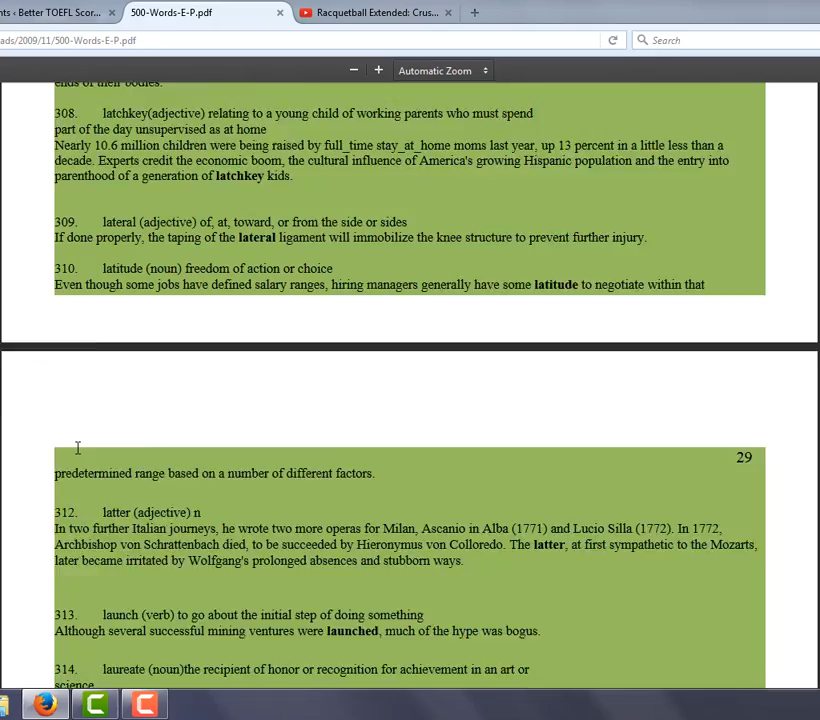 nts ‹ Better TOEFL Scor... × 500-Words-E-P.pdf × Racquetball Extended: Crus... × +
ads/2009/11/500-Words-E-P.pdf Search
− + Automatic Zoom
ends of their bodies.
308. latchkey(adjective) relating to a young child of working parents who must spend
part of the day unsupervised as at home
Nearly 10.6 million children were being raised by full_time stay_at_home moms last year, up 13 percent in a little less than a
decade. Experts credit the economic boom, the cultural influence of America's growing Hispanic population and the entry into
parenthood of a generation of latchkey kids.
309. lateral (adjective) of, at, toward, or from the side or sides
If done properly, the taping of the lateral ligament will immobilize the knee structure to prevent further injury.
310. latitude (noun) freedom of action or choice
Even though some jobs have defined salary ranges, hiring managers generally have some latitude to negotiate within that
29
predetermined range based on a number of different factors.
312. latter (adjective) n
In two further Italian journeys, he wrote two more operas for Milan, Ascanio in Alba (1771) and Lucio Silla (1772). In 1772,
Archbishop von Schrattenbach died, to be succeeded by Hieronymus von Colloredo. The latter, at first sympathetic to the Mozarts,
later became irritated by Wolfgang's prolonged absences and stubborn ways.
313. launch (verb) to go about the initial step of doing something
Although several successful mining ventures were launched, much of the hype was bogus.
314. laureate (noun)the recipient of honor or recognition for achievement in an art or
science